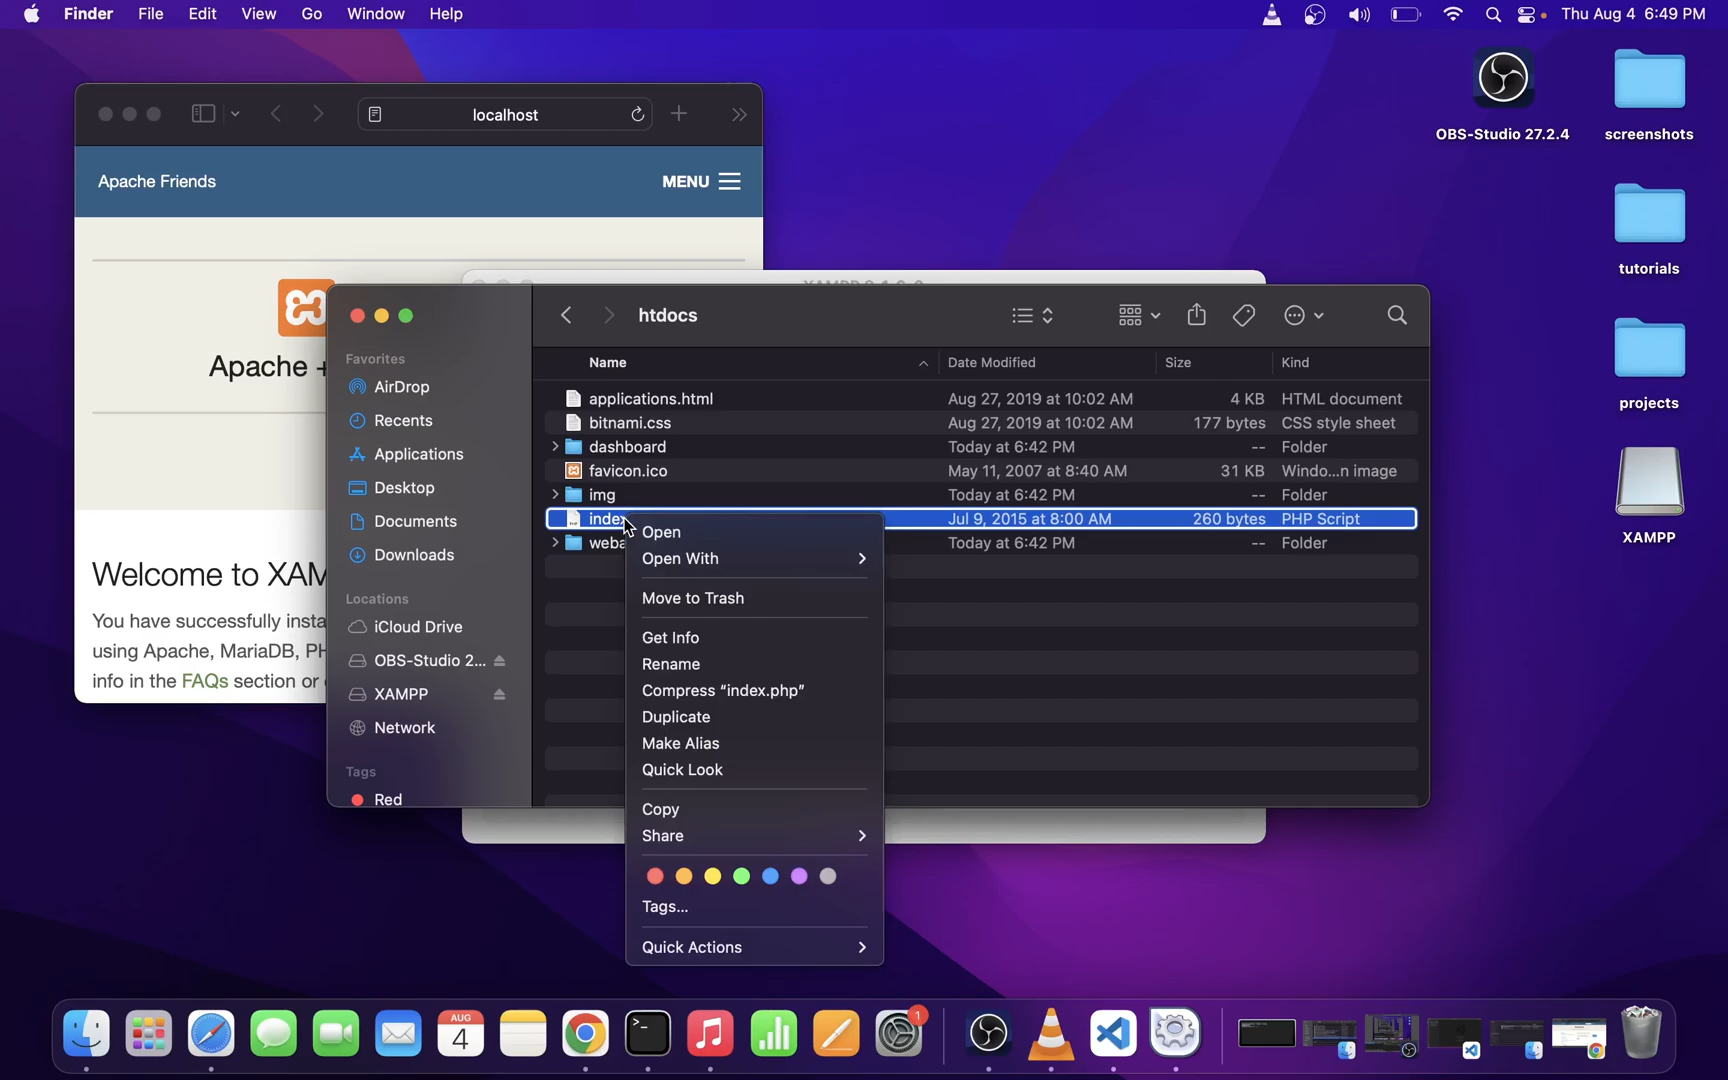 Finder File Edit View Go Window Help
Thu Aug 4 6:49 PM
OBS-Studio 27.2.4
screenshots
tutorials
projects
XAMPP
localhost
Apache Friends
MENU
Apache +
Welcome to XAM
You have successfully insta
using Apache, MariaDB, PH
info in the FAQs section or
htdocs
Favorites
AirDrop
Recents
Applications
Desktop
Documents
Downloads
Locations
iCloud Drive
OBS-Studio 2...
XAMPP
Network
Tags
Red
Name Date Modified Size Kind
applications.html Aug 27, 2019 at 10:02 AM 4 KB HTML document
bitnami.css Aug 27, 2019 at 10:02 AM 177 bytes CSS style sheet
dashboard Today at 6:42 PM -- Folder
favicon.ico May 11, 2007 at 8:40 AM 31 KB Windo...n image
img Today at 6:42 PM -- Folder
index Jul 9, 2015 at 8:00 AM 260 bytes PHP Script
weba Today at 6:42 PM -- Folder
Open
Open With
Move to Trash
Get Info
Rename
Compress “index.php”
Duplicate
Make Alias
Quick Look
Copy
Share
Tags...
Quick Actions
AUG
4
1